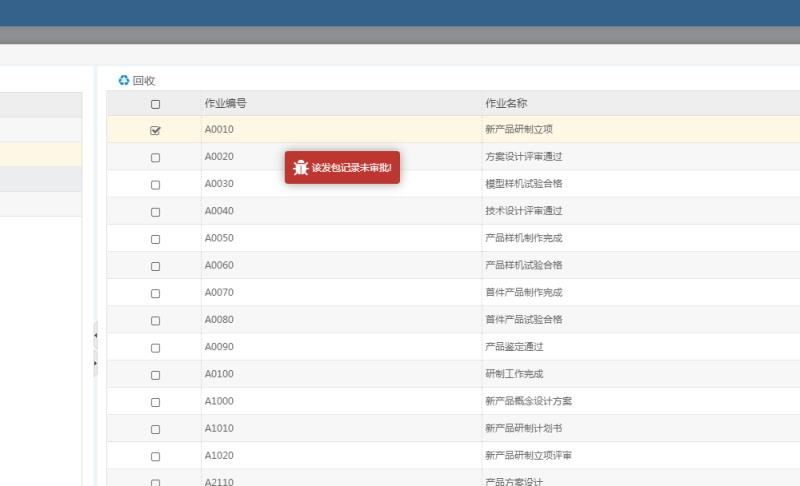 回收
作业编号 作业名称
A0010 新产品研制立项
A0020 方案设计评审通过
该发包记录未审批!
A0030 模型样机试验合格
A0040 技术设计评审通过
A0050 产品样机制作完成
A0060 产品样机试验合格
A0070 首件产品制作完成
A0080 首件产品试验合格
A0090 产品鉴定通过
A0100 研制工作完成
A1000 新产品概念设计方案
A1010 新产品研制计划书
A1020 新产品研制立项评审
A2110 产品方案设计